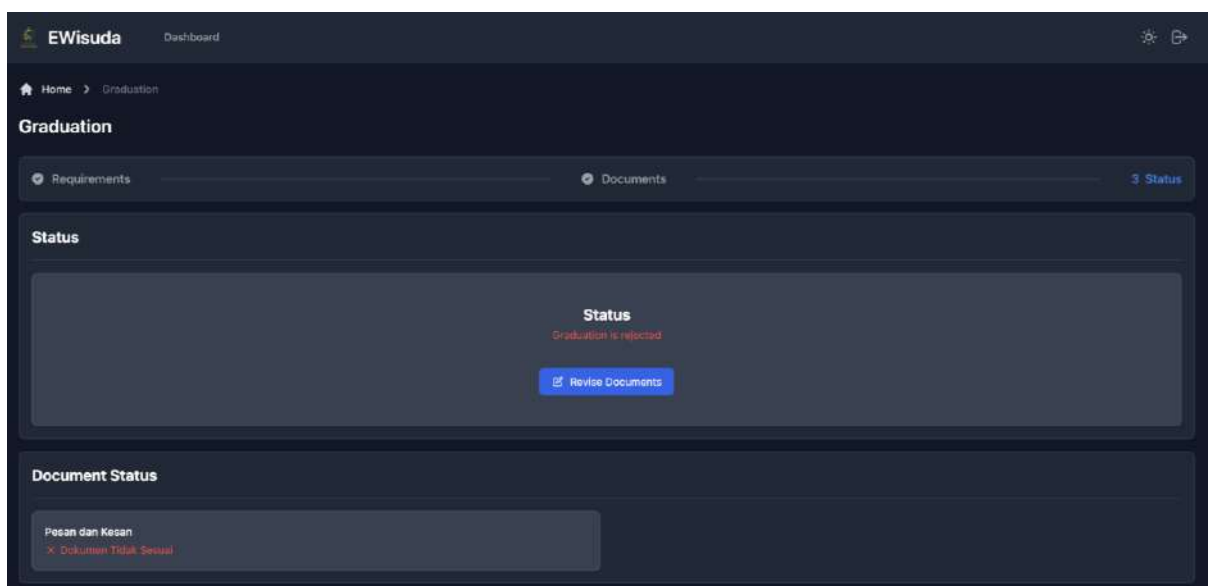 EWisuda Dashboard
Home > Graduation
Graduation
Requirements Documents 3 Status
Status
Status
Graduation is rejected
Revise Documents
Document Status
Pesan dan Kesan
× Dokumen Tidak Sesuai